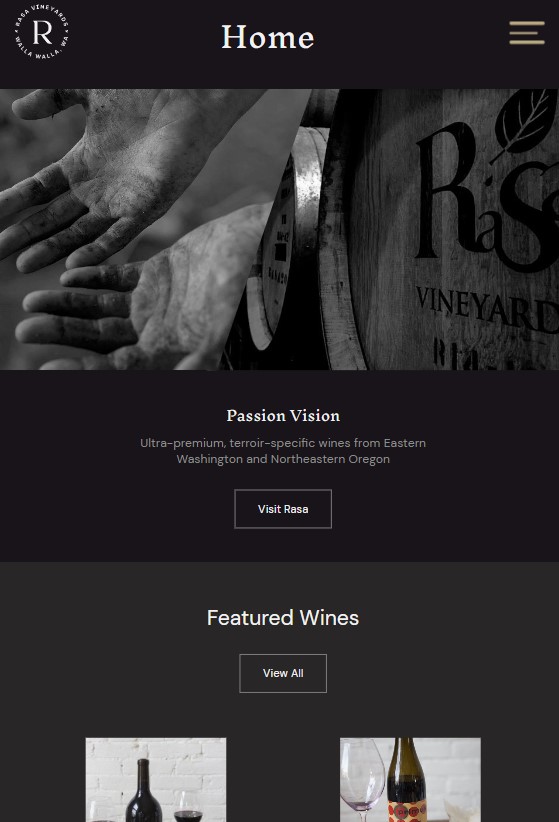 RASA VINEYARDS
R
WALLA WALLA, WA
Home
RaSa
VINEYARD
Passion Vision
Ultra-premium, terroir-specific wines from Eastern
Washington and Northeastern Oregon
Visit Rasa
Featured Wines
View All